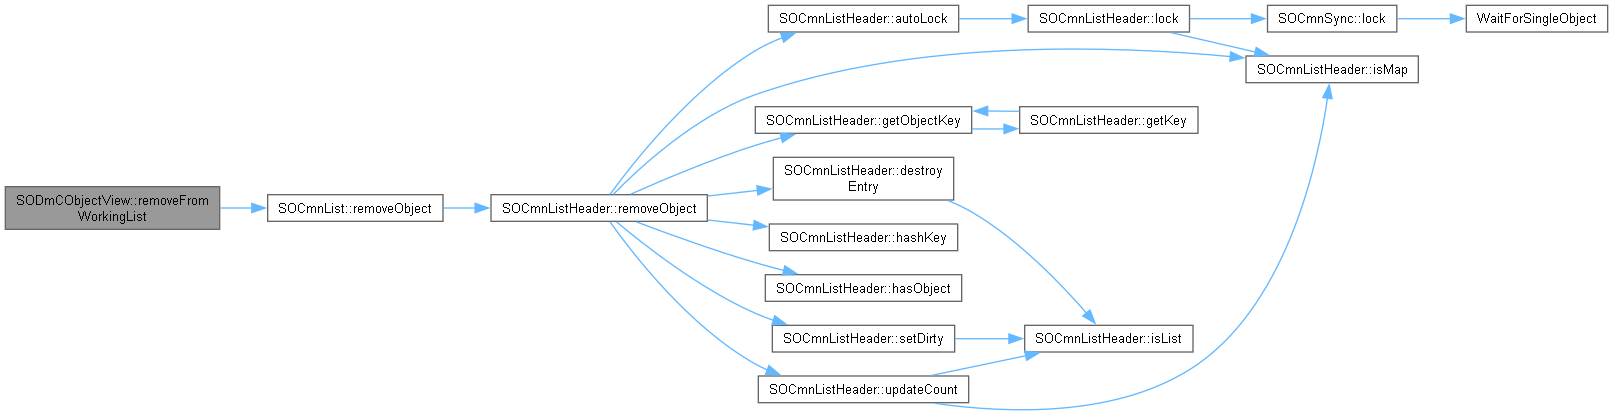 SOCmnListHeader::autoLock
SOCmnListHeader::lock
SOCmnSync::lock
WaitForSingleObject
SOCmnListHeader::isMap
SOCmnListHeader::getObjectKey
SOCmnListHeader::getKey
SOCmnListHeader::destroy
Entry
SODmCObjectView::removeFrom
WorkingList
SOCmnList::removeObject
SOCmnListHeader::removeObject
SOCmnListHeader::hashKey
SOCmnListHeader::hasObject
SOCmnListHeader::setDirty
SOCmnListHeader::isList
SOCmnListHeader::updateCount